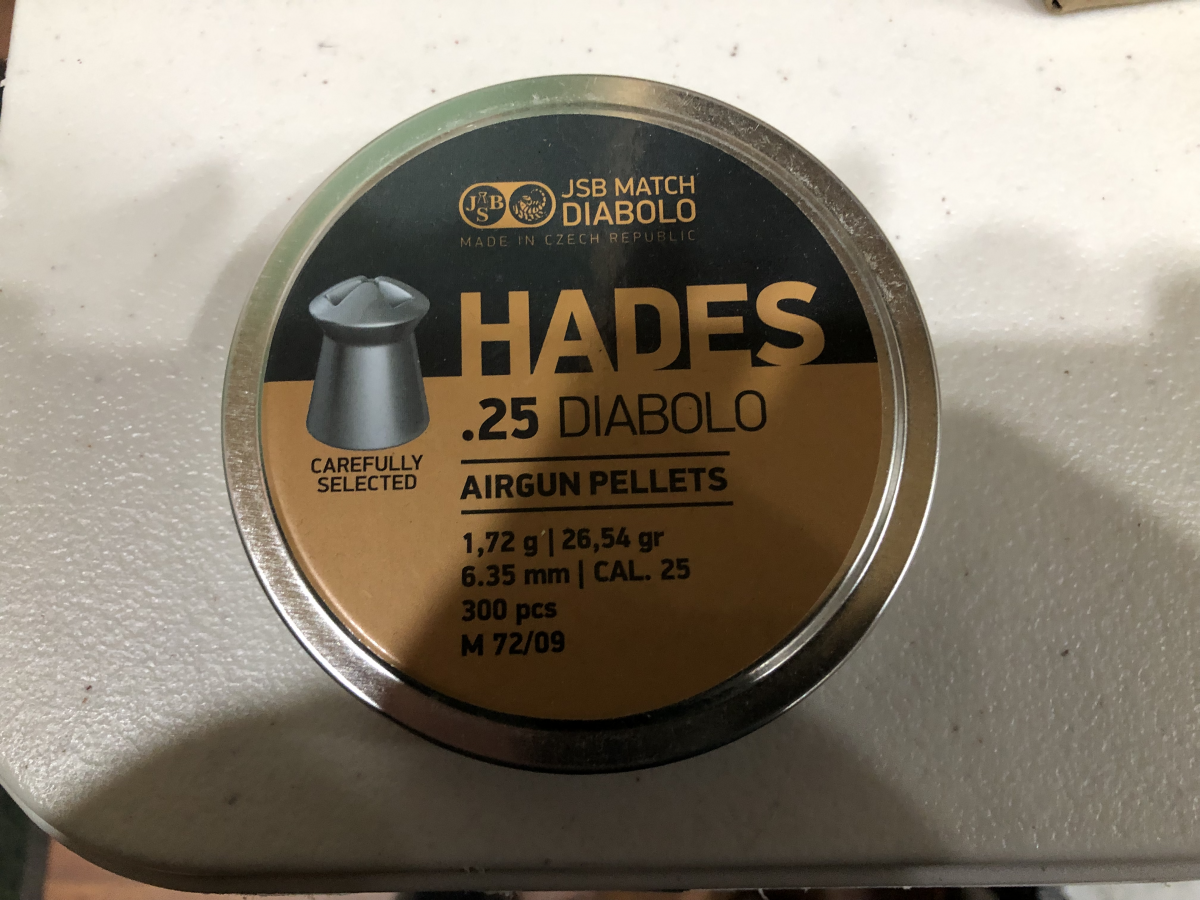 JSB
JSB MATCH
DIABOLO
MADE IN CZECH REPUBLIC
HADES
.25 DIABOLO
CAREFULLY
SELECTED
AIRGUN PELLETS
1,72 g | 26,54 gr
6.35 mm | CAL. 25
300 pcs
M 72/09